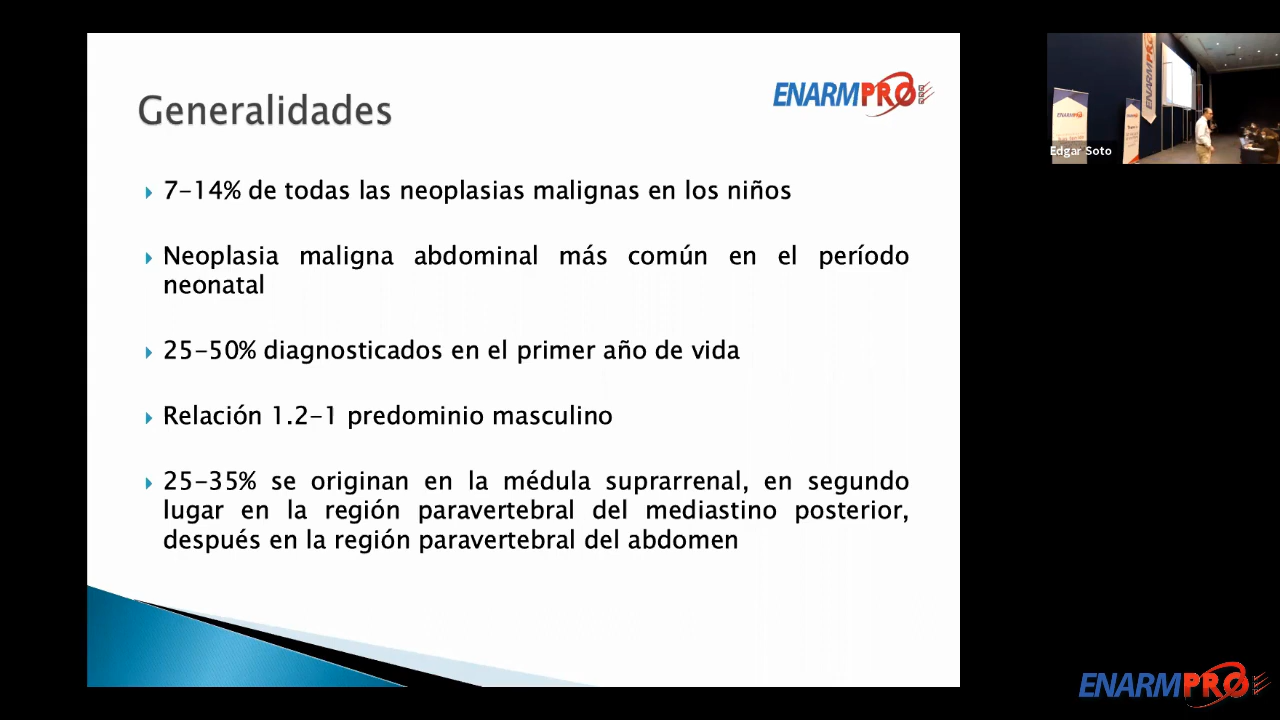 Generalidades
ENARMPRO
7-14% de todas las neoplasias malignas en los niños
Neoplasia maligna abdominal más común en el período
neonatal
25-50% diagnosticados en el primer año de vida
Relación 1.2-1 predominio masculino
25-35% se originan en la médula suprarrenal, en segundo
lugar en la región paravertebral del mediastino posterior,
después en la región paravertebral del abdomen
ENARMPRO
ENARMPRO
Edgar Soto
ENARMPRO